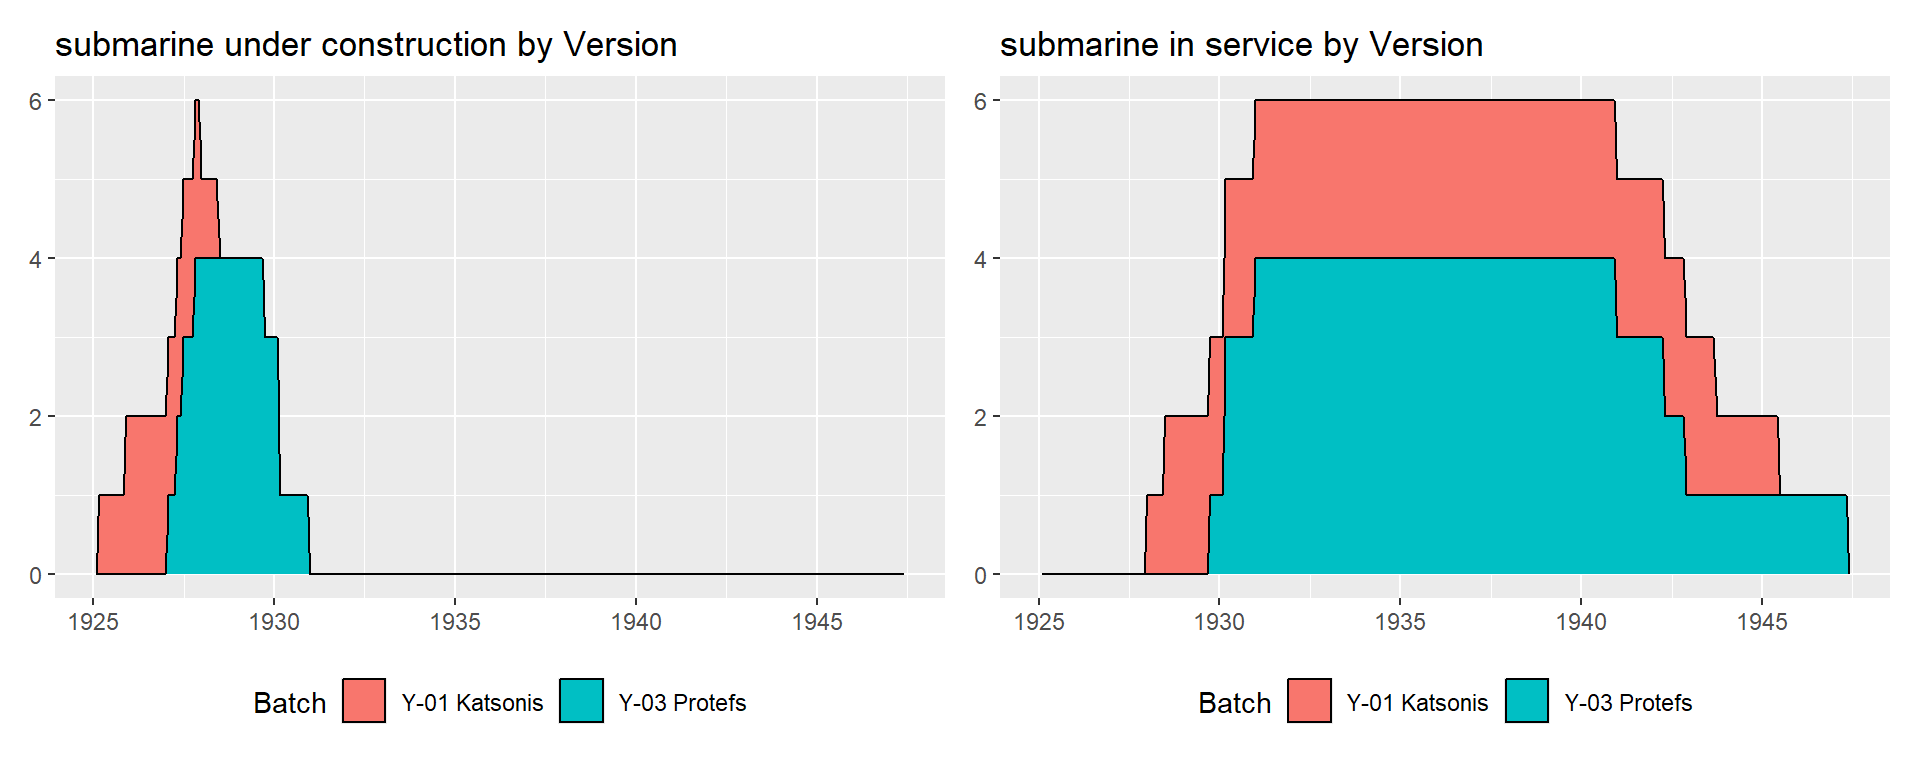 submarine under construction by Version
6
4
2
0
1925 1930 1935 1940 1945
Batch Y-01 Katsonis Y-03 Protefs
submarine in service by Version
6
4
2
0
1925 1930 1935 1940 1945
Batch Y-01 Katsonis Y-03 Protefs